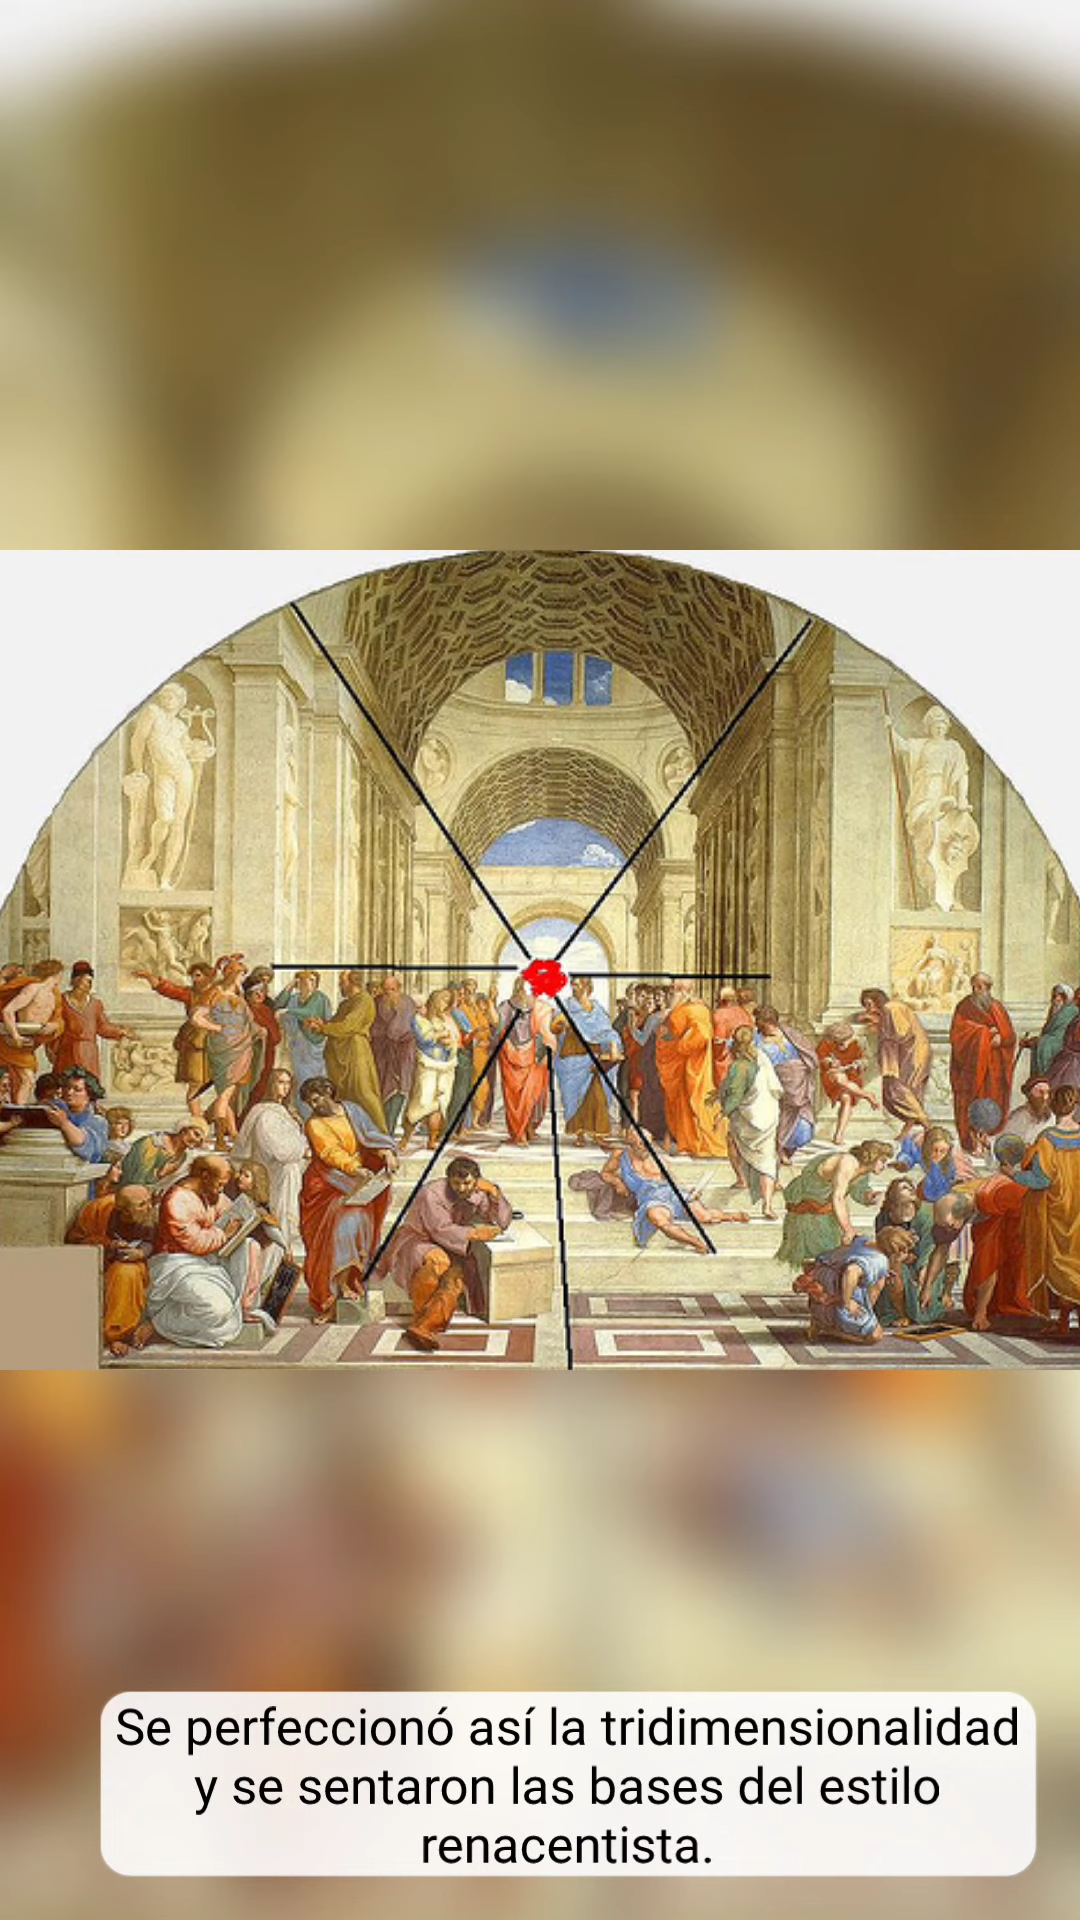 Se perfeccionó así la tridimensionalidad
y se sentaron las bases del estilo
renacentista.